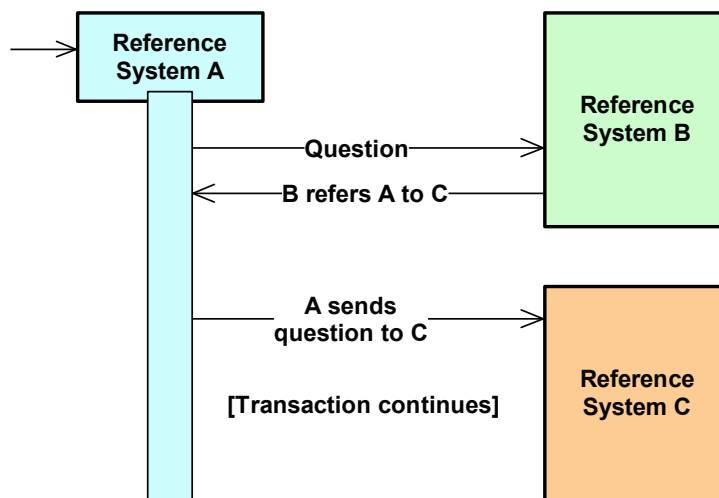 Reference
System A
Reference
System B
Question
B refers A to C
A sends
question to C
Reference
System C
[Transaction continues]